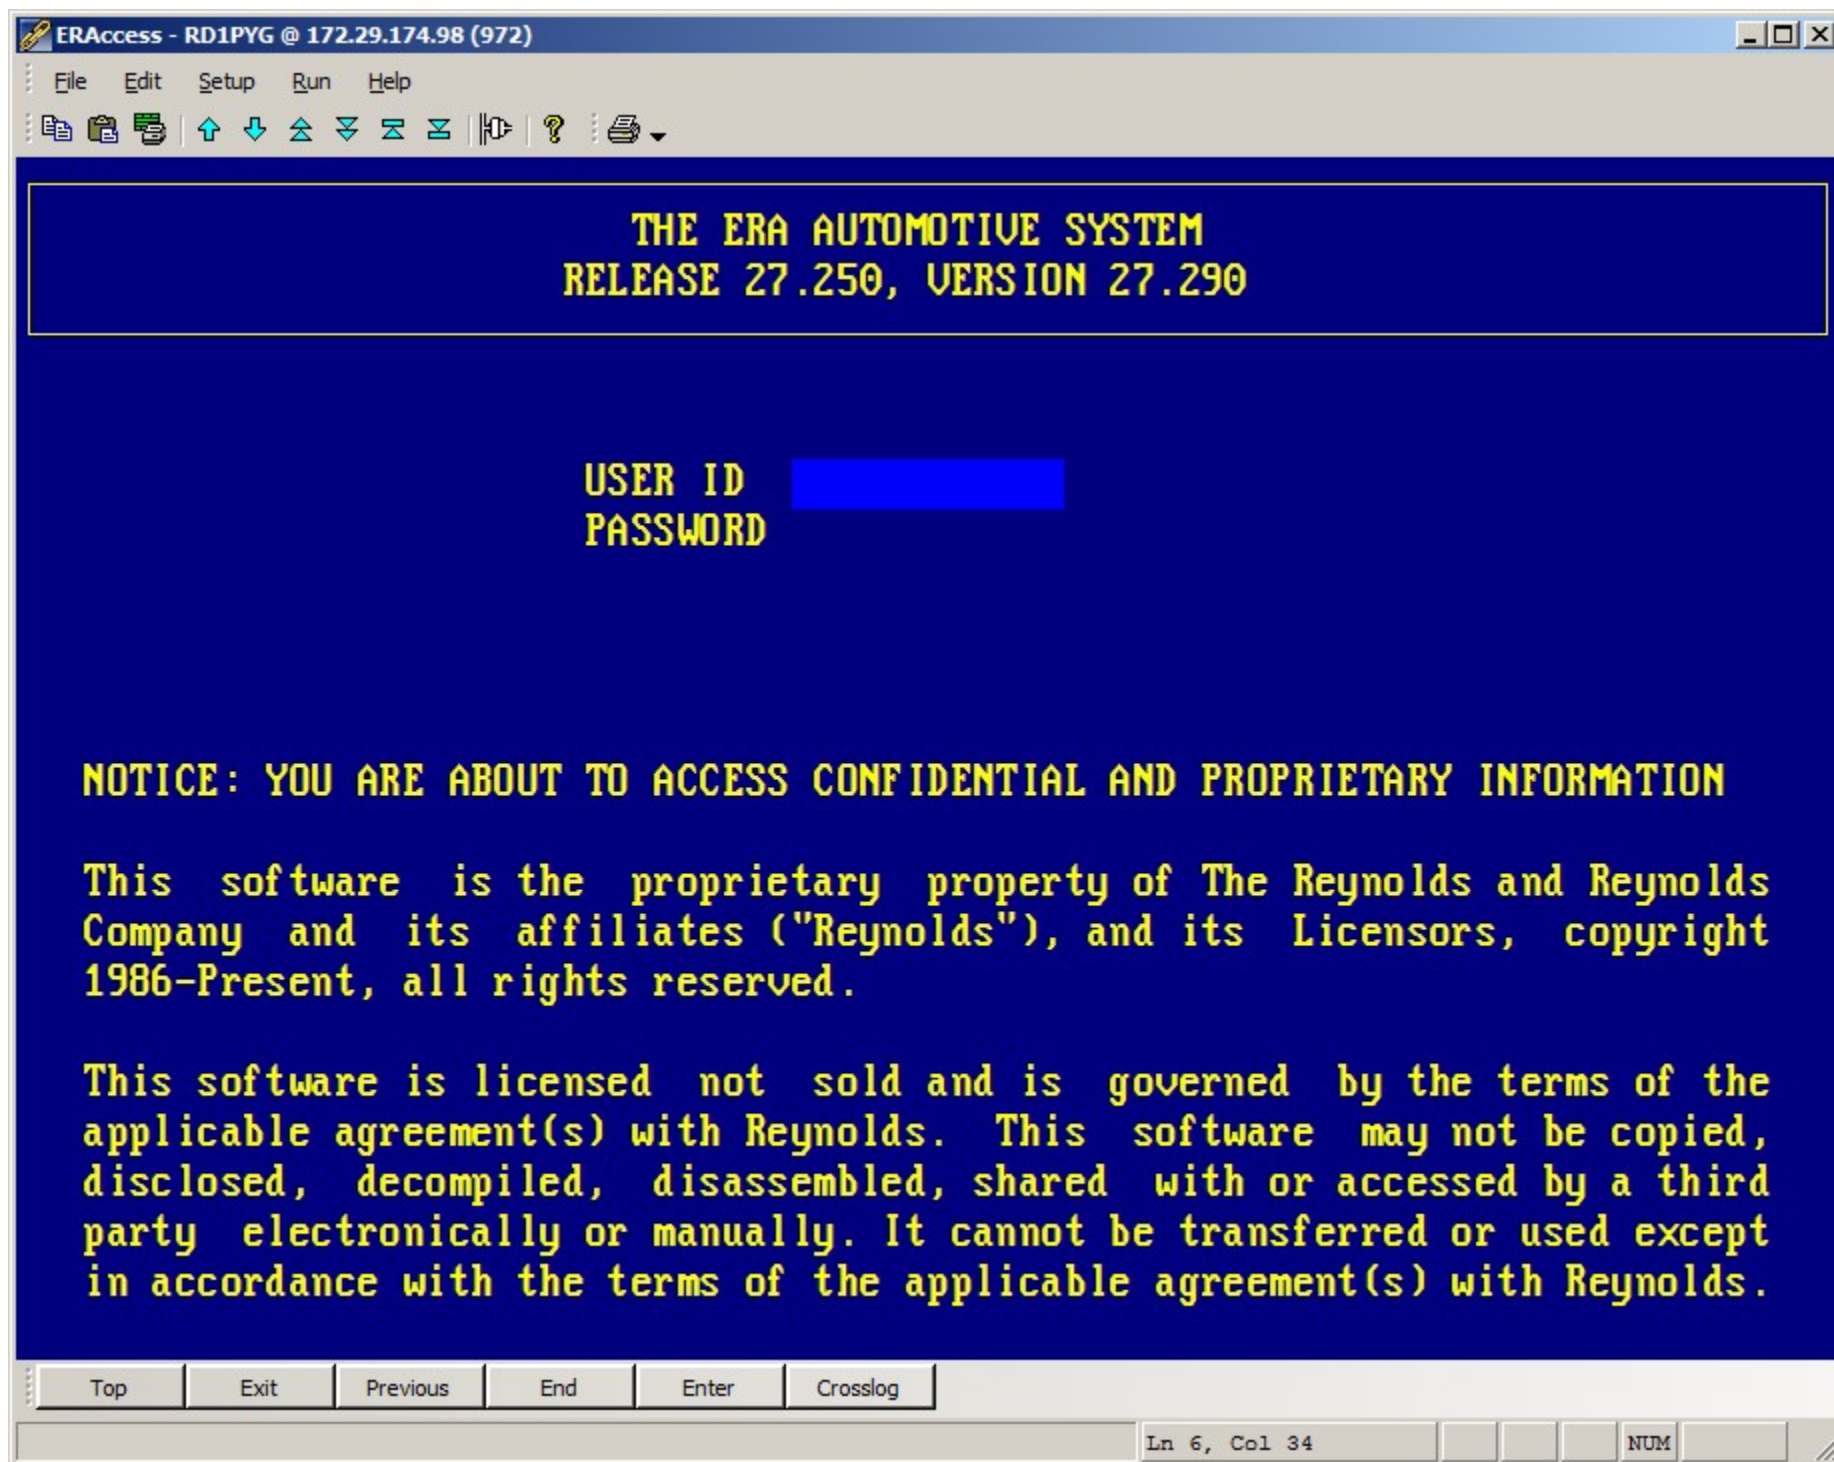 ERAccess - RD1PYG @ 172.29.174.98 (972)
File Edit Setup Run Help
THE ERA AUTOMOTIVE SYSTEM
RELEASE 27.250, VERSION 27.290
USER ID
PASSWORD
NOTICE: YOU ARE ABOUT TO ACCESS CONFIDENTIAL AND PROPRIETARY INFORMATION
This software is the proprietary property of The Reynolds and Reynolds
Company and its affiliates ("Reynolds"), and its Licensors, copyright
1986-Present, all rights reserved.
This software is licensed not sold and is governed by the terms of the
applicable agreement(s) with Reynolds. This software may not be copied,
disclosed, decompiled, disassembled, shared with or accessed by a third
party electronically or manually. It cannot be transferred or used except
in accordance with the terms of the applicable agreement(s) with Reynolds.
Top Exit Previous End Enter Crosslog
Ln 6, Col 34 NUM